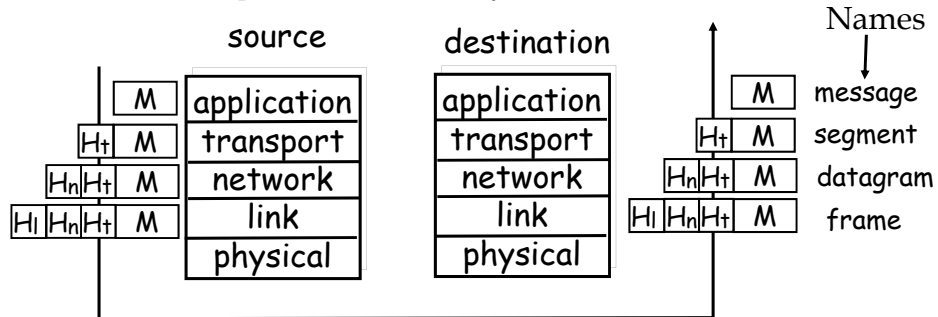 Names
source destination
M application application M message
Ht M transport transport Ht M segment
Hn Ht M network network Hn Ht M datagram
Hl Hn Ht M link link Hl Hn Ht M frame
physical physical